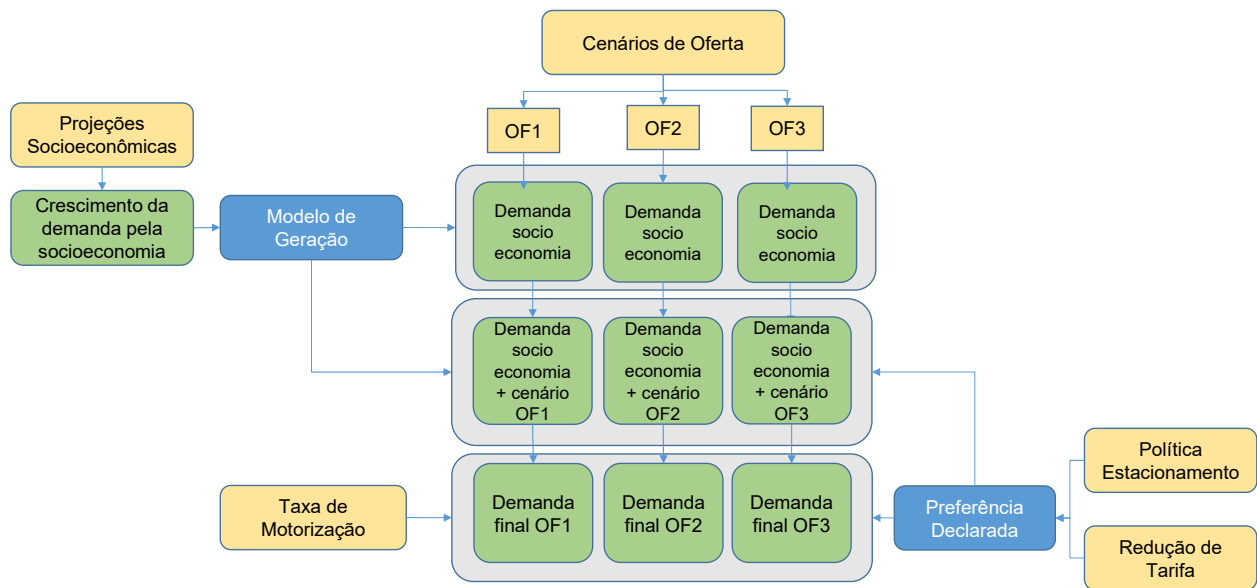 Cenários de Oferta
OF1
OF2
OF3
Projeções
Socioeconômicas
Crescimento da
demanda pela
socioeconomia
Modelo de
Geração
Demanda
socio
economia
Demanda
socio
economia
Demanda
socio
economia
Demanda
socio
economia
+ cenário
OF1
Demanda
socio
economia
+ cenário
OF2
Demanda
socio
economia
+ cenário
OF3
Taxa de
Motorização
Demanda
final OF1
Demanda
final OF2
Demanda
final OF3
Preferência
Declarada
Política
Estacionamento
Redução de
Tarifa